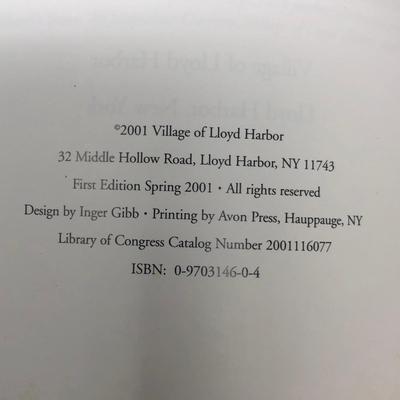 ©2001 Village of Lloyd Harbor
32 Middle Hollow Road, Lloyd Harbor, NY 11743
First Edition Spring 2001 · All rights reserved
Design by Inger Gibb · Printing by Avon Press, Hauppauge, NY
Library of Congress Catalog Number 2001116077
ISBN: 0-9703146-0-4